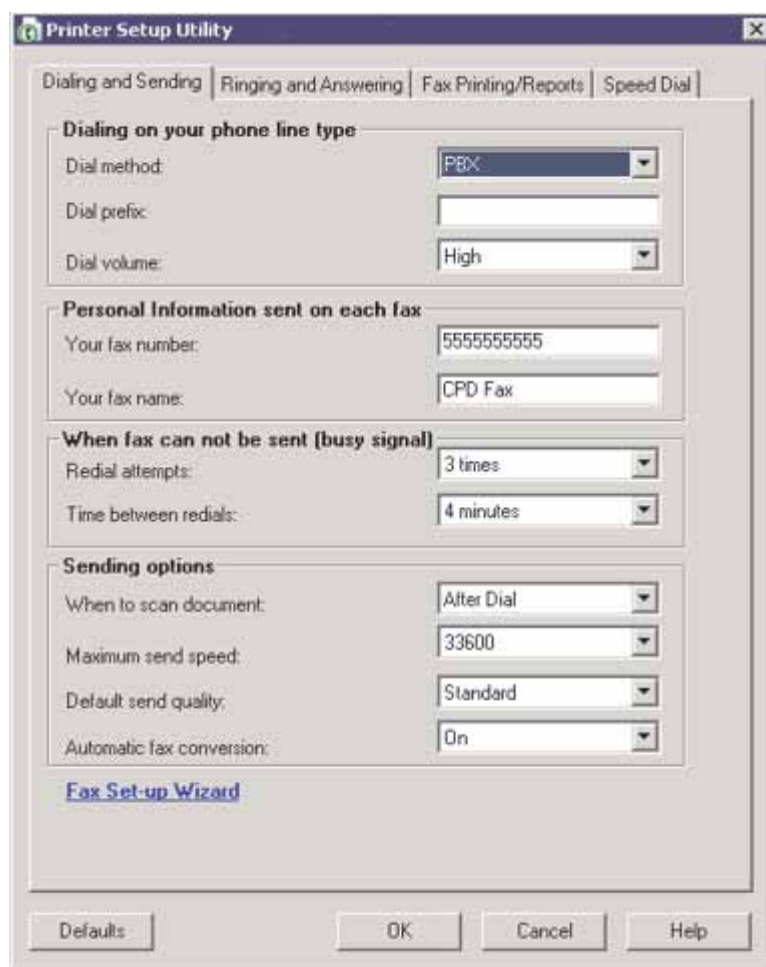 Printer Setup Utility
Dialing and Sending Ringing and Answering Fax Printing/Reports Speed Dial
Dialing on your phone line type
Dial method: PBX
Dial prefix:
Dial volume: High
Personal Information sent on each fax
Your fax number: 5555555555
Your fax name: CPD Fax
When fax can not be sent (busy signal)
Redial attempts: 3 times
Time between redials: 4 minutes
Sending options
When to scan document: After Dial
Maximum send speed: 33600
Default send quality: Standard
Automatic fax conversion: On
Fax Set-up Wizard
Defaults OK Cancel Help